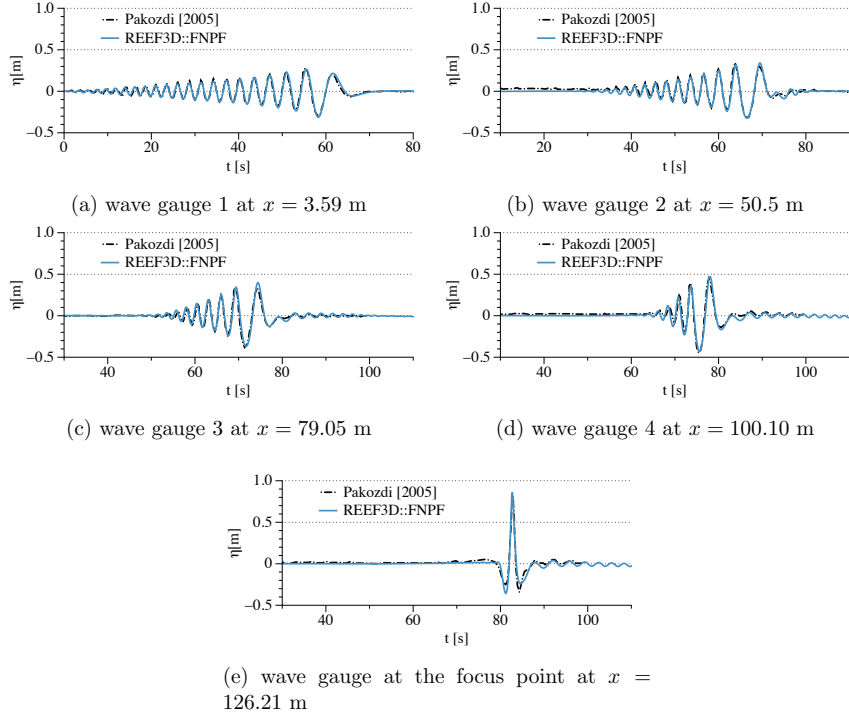 1.0
Pakozdi [2005]
REEF3D::FNPF
0.5
η[m]
0
−0.5
0 20 40 60 80
t [s]
(a) wave gauge 1 at x = 3.59 m
1.0
Pakozdi [2005]
REEF3D::FNPF
0.5
η[m]
0
−0.5
20 40 60 80
t [s]
(b) wave gauge 2 at x = 50.5 m
1.0
Pakozdi [2005]
REEF3D::FNPF
0.5
η[m]
0
−0.5
40 60 80 100
t [s]
(c) wave gauge 3 at x = 79.05 m
1.0
Pakozdi [2005]
REEF3D::FNPF
0.5
η[m]
0
−0.5
40 60 80 100
t [s]
(d) wave gauge 4 at x = 100.10 m
1.0
Pakozdi [2005]
REEF3D::FNPF
0.5
η[m]
0
−0.5
40 60 80 100
t [s]
(e) wave gauge at the focus point at x =
126.21 m